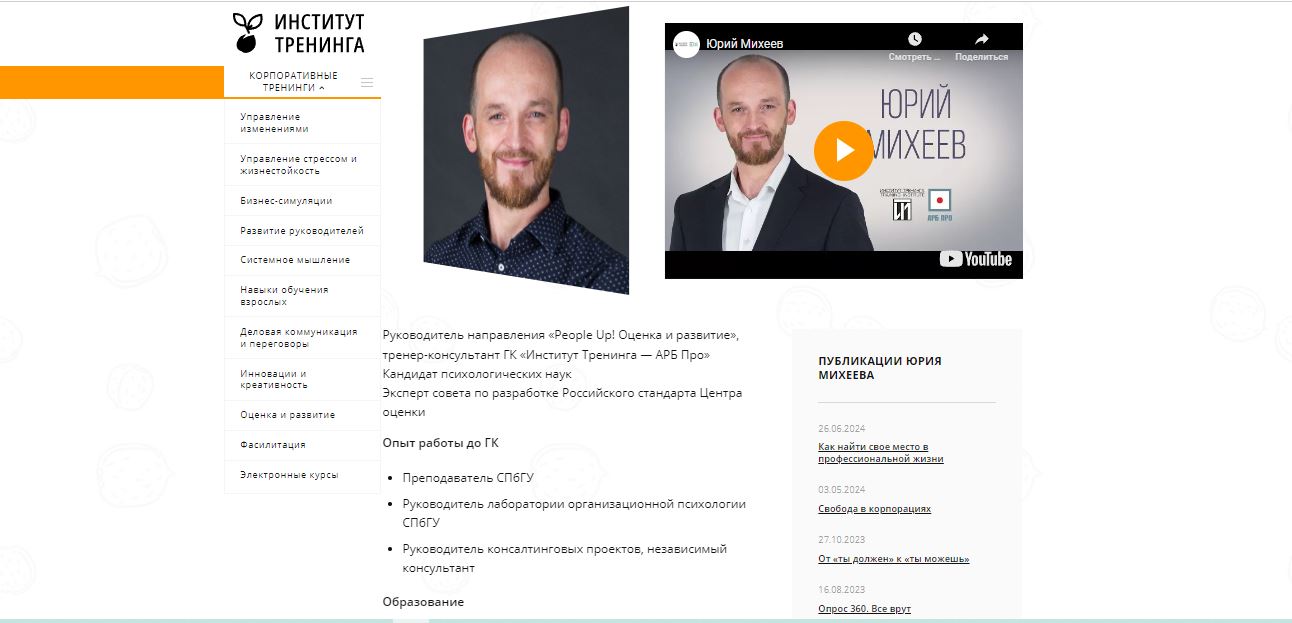 ИНСТИТУТ
ТРЕНИНГА
КОРПОРАТИВНЫЕ
ТРЕНИНГИ
Управление
изменениями
Управление стрессом и
жизнестойкость
Бизнес-симуляции
Развитие руководителей
Системное мышление
Навыки обучения
взрослых
Деловая коммуникация
и переговоры
Инновации и
креативность
Оценка и развитие
Фасилитация
Электронные курсы
Юрий Михеев
Смотреть ...
Поделиться
ЮРИЙ
МИХЕЕВ
ИНСТИТУТ ТРЕНИНГА
TRAINING INSTITUTE
АРБ ПРО
YouTube
Руководитель направления «People Up! Оценка и развитие»,
тренер-консультант ГК «Институт Тренинга — АРБ Про»
Кандидат психологических наук
Эксперт совета по разработке Российского стандарта Центра
оценки
Опыт работы до ГК
Преподаватель СПбГУ
Руководитель лаборатории организационной психологии
СПбГУ
Руководитель консалтинговых проектов, независимый
консультант
Образование
ПУБЛИКАЦИИ ЮРИЯ
МИХЕЕВА
26.06.2024
Как найти свое место в
профессиональной жизни
03.05.2024
Свобода в корпорациях
27.10.2023
От «ты должен» к «ты можешь»
16.08.2023
Опрос 360. Все врут